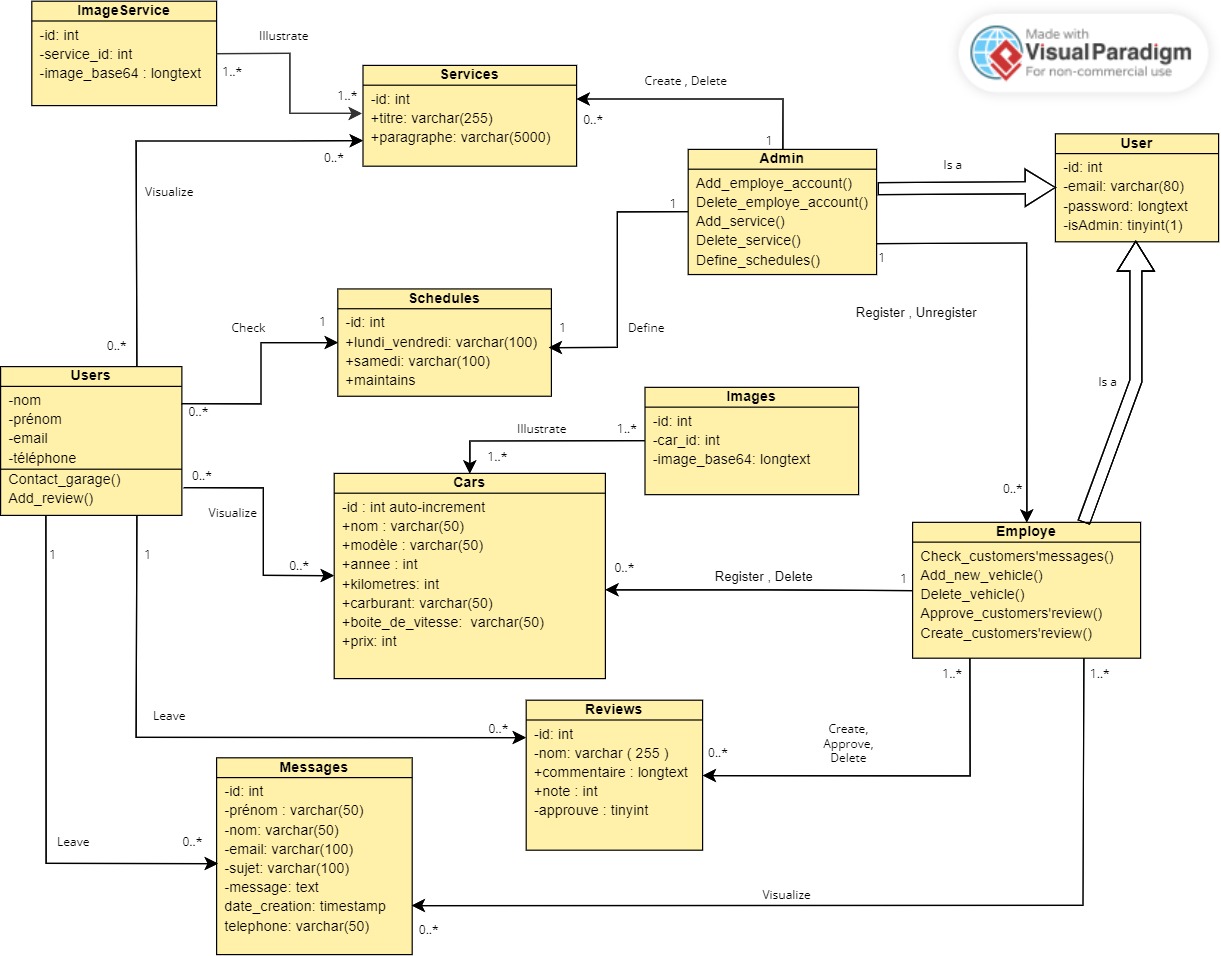 ImageService
-id: int
-service_id: int
-image_base64 : longtext
Illustrate
1..*
1..*
Services
-id: int
+titre: varchar(255)
+paragraphe: varchar(5000)
Create , Delete
0..*
1
Made with
VisualParadigm
For non-commercial use
0..*
Visualize
0..*
Admin
Add_employe_account()
Delete_employe_account()
Add_service()
Delete_service()
Define_schedules()
Is a
User
-id: int
-email: varchar(80)
-password: longtext
-isAdmin: tinyint(1)
1
1
Register , Unregister
0..*
Is a
Schedules
-id: int
+lundi_vendredi: varchar(100)
+samedi: varchar(100)
+maintains
Check
1
0..*
1
Define
Users
-nom
-prénom
-email
-téléphone
Contact_garage()
Add_review()
Images
-id: int
-car_id: int
-image_base64: longtext
Illustrate
1..*
1..*
0..*
Visualize
0..*
Cars
-id : int auto-increment
+nom : varchar(50)
+modèle : varchar(50)
+annee : int
+kilometres: int
+carburant: varchar(50)
+boite_de_vitesse:  varchar(50)
+prix: int
0..*
Register , Delete
1
Employe
Check_customers'messages()
Add_new_vehicle()
Delete_vehicle()
Approve_customers'review()
Create_customers'review()
1
1
1..*
1..*
Leave
0..*
Reviews
-id: int
-nom: varchar ( 255 )
+commentaire : longtext
+note : int
-approuve : tinyint
0..*
Create,
Approve,
Delete
Messages
-id: int
-prénom : varchar(50)
-nom: varchar(50)
-email: varchar(100)
-sujet: varchar(100)
-message: text
date_creation: timestamp
telephone: varchar(50)
Leave
0..*
Visualize
0..*